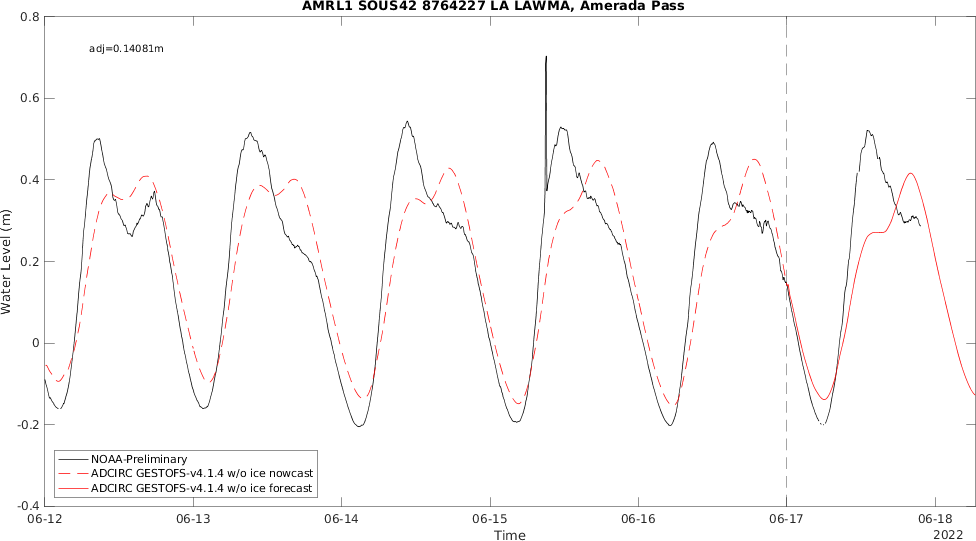 AMRL1 SOUS42 8764227 LA LAWMA, Amerada Pass
adj=0.14081m
0.8
0.6
0.4
0.2
0
-0.2
-0.4
Water Level (m)
NOAA-Preliminary
ADCIRC GESTOFS-v4.1.4 w/o ice nowcast
ADCIRC GESTOFS-v4.1.4 w/o ice forecast
06-12 06-13 06-14 06-15 06-16 06-17 06-18
Time
2022